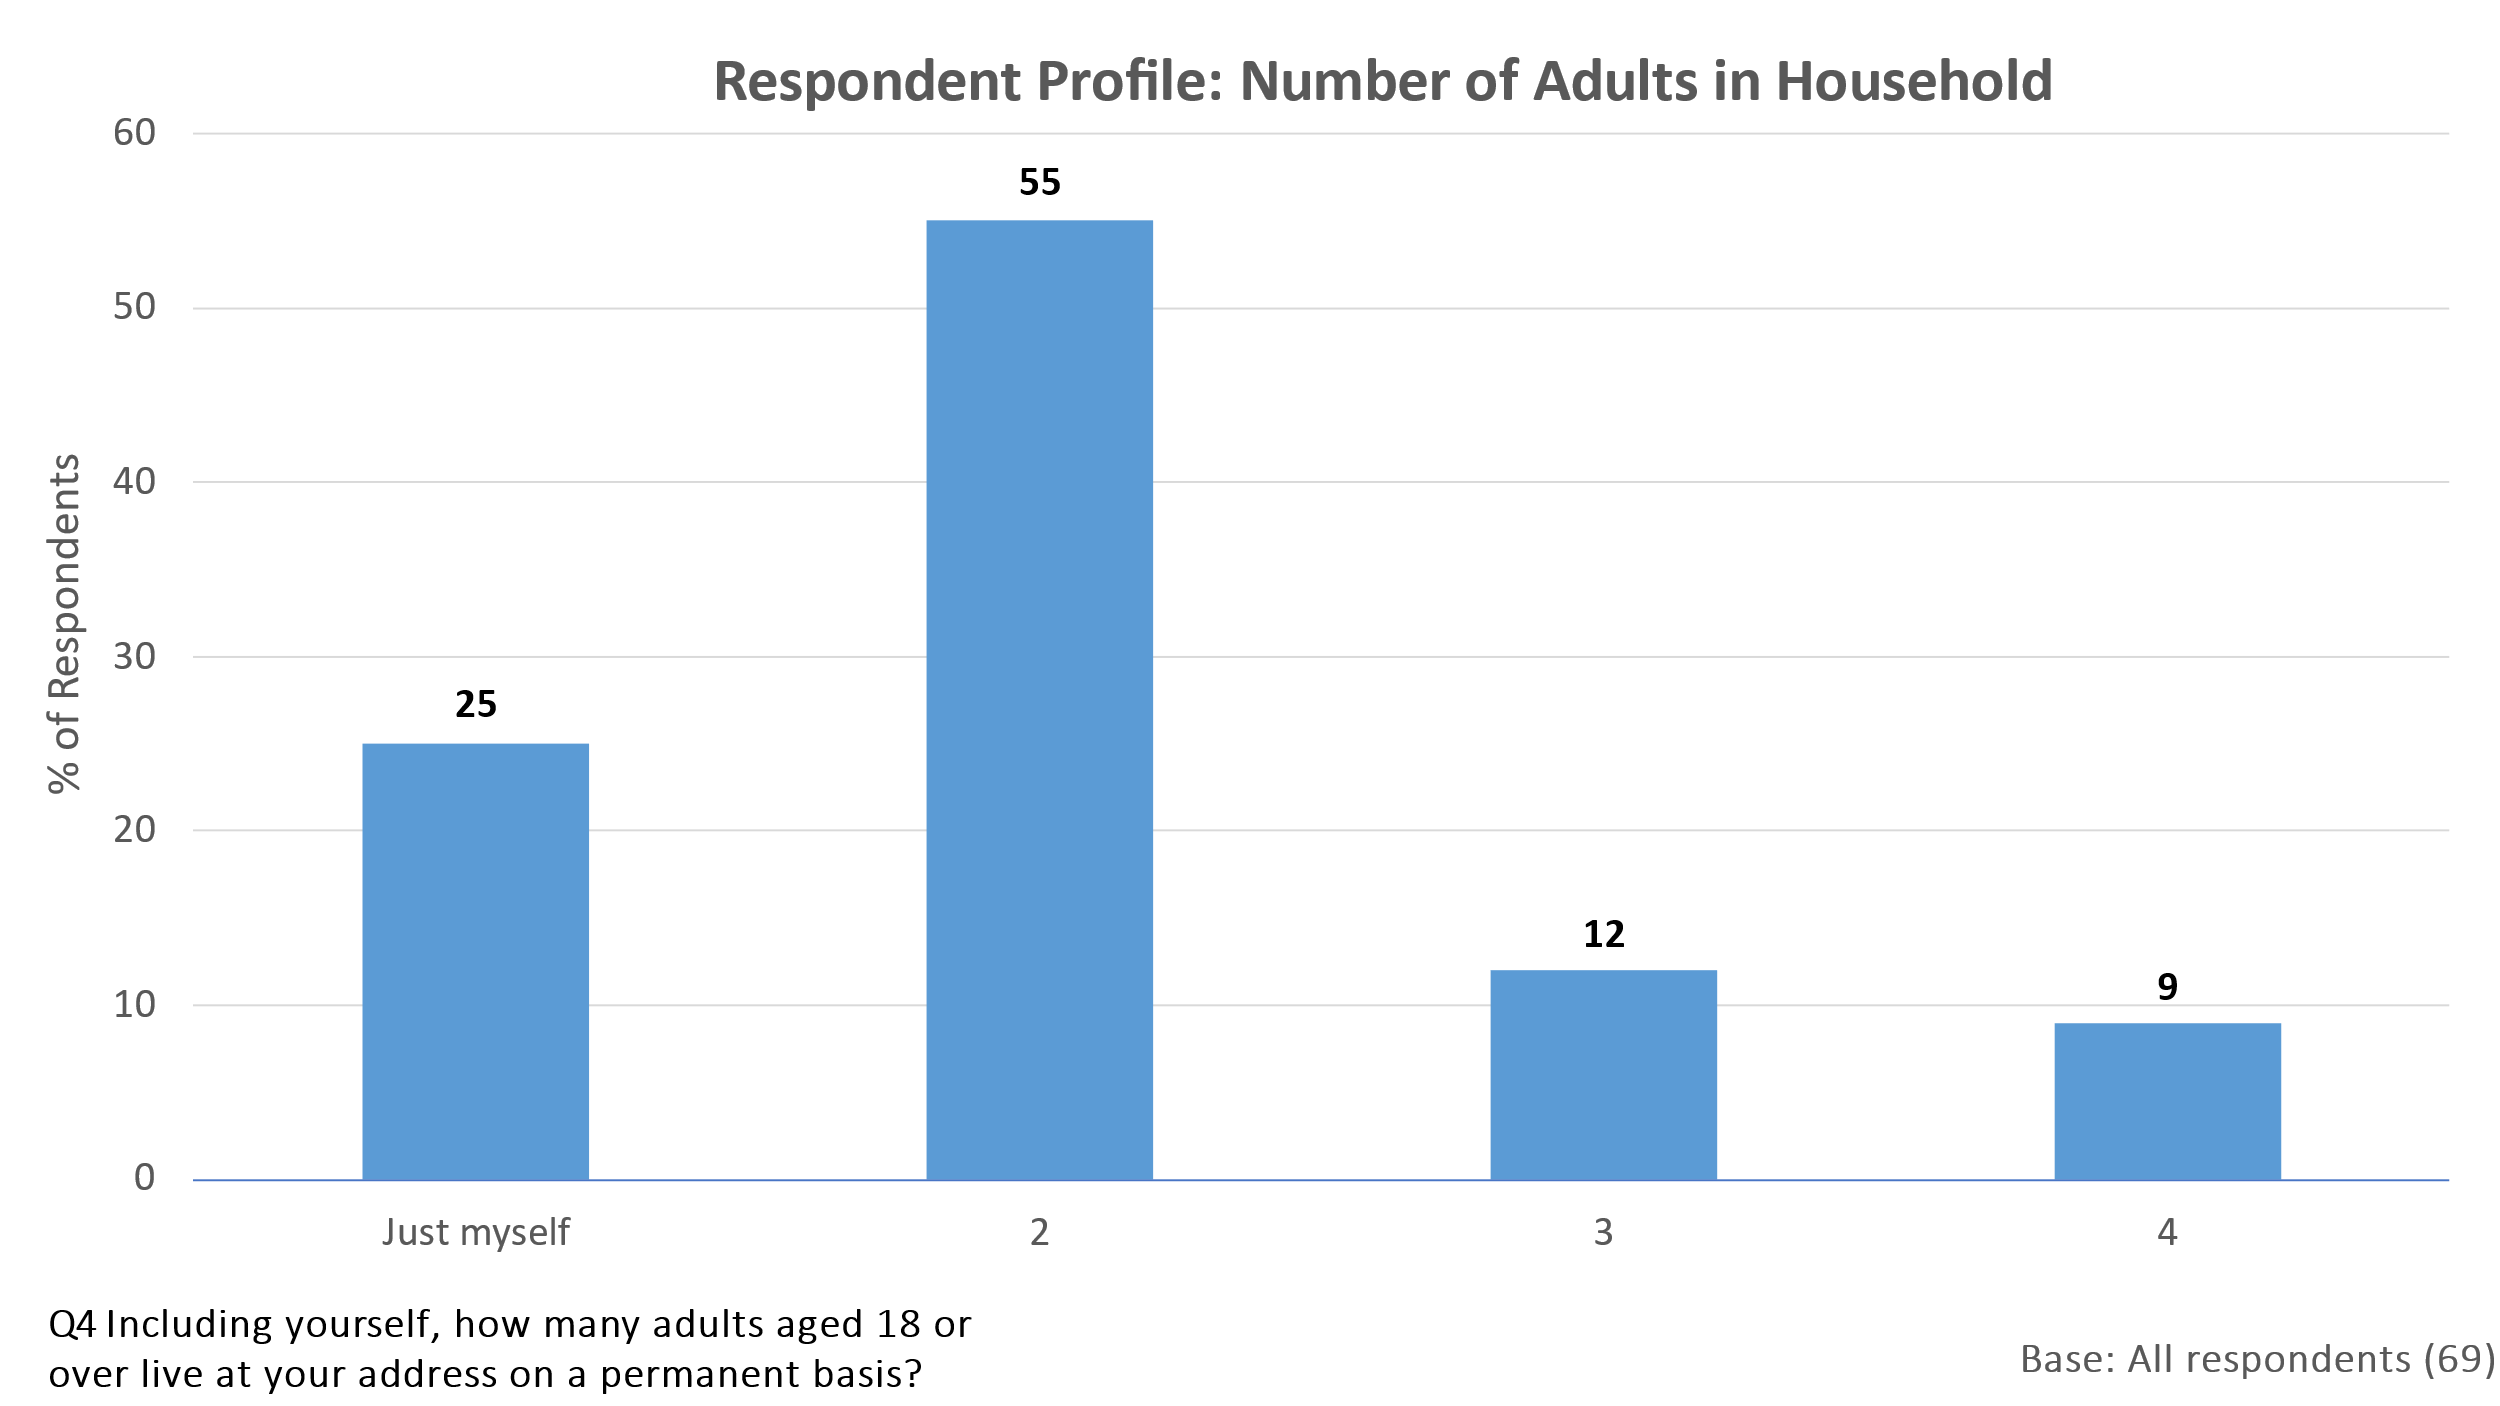 Respondent Profile: Number of Adults in Household
60
50
40
30
20
10
0
% of Respondents
25
55
12
9
Just myself
2
3
4
Q4 Including yourself, how many adults aged 18 or
over live at your address on a permanent basis?
Base: All respondents (69)